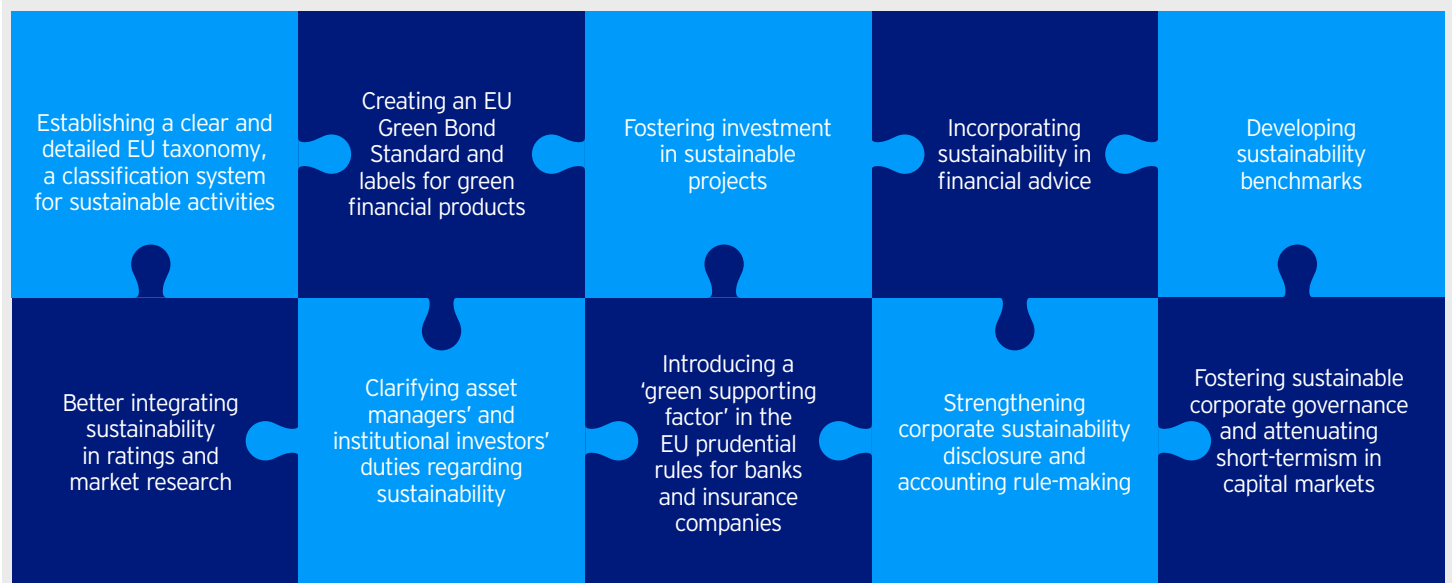 Establishing a clear and
detailed EU taxonomy,
a classification system
for sustainable activities
Creating an EU
Green Bond
Standard and
labels for green
financial products
Fostering investment
in sustainable
projects
Incorporating
sustainability in
financial advice
Developing
sustainability
benchmarks
Better integrating
sustainability
in ratings and
market research
Clarifying asset
managers’ and
institutional investors’
duties regarding
sustainability
Introducing a
‘green supporting
factor’ in the
EU prudential
rules for banks
and insurance
companies
Strengthening
corporate sustainability
disclosure and
accounting rule-making
Fostering sustainable
corporate governance
and attenuating
short-termism in
capital markets